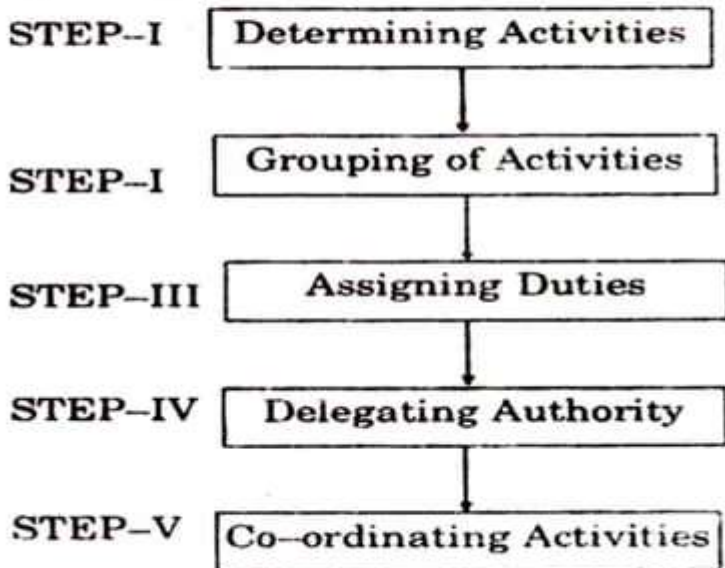 STEP–I Determining Activities
STEP–I Grouping of Activities
STEP–III Assigning Duties
STEP–IV Delegating Authority
STEP–V Co–ordinating Activities